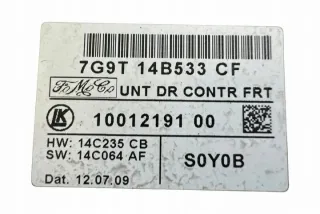 7G9T 14B533 CF
FoMoCo UNT DR CONTR FRT
LK 10012191 00
HW: 14C235 CB
SW: 14C064 AF S0Y0B
Dat. 12.07.09